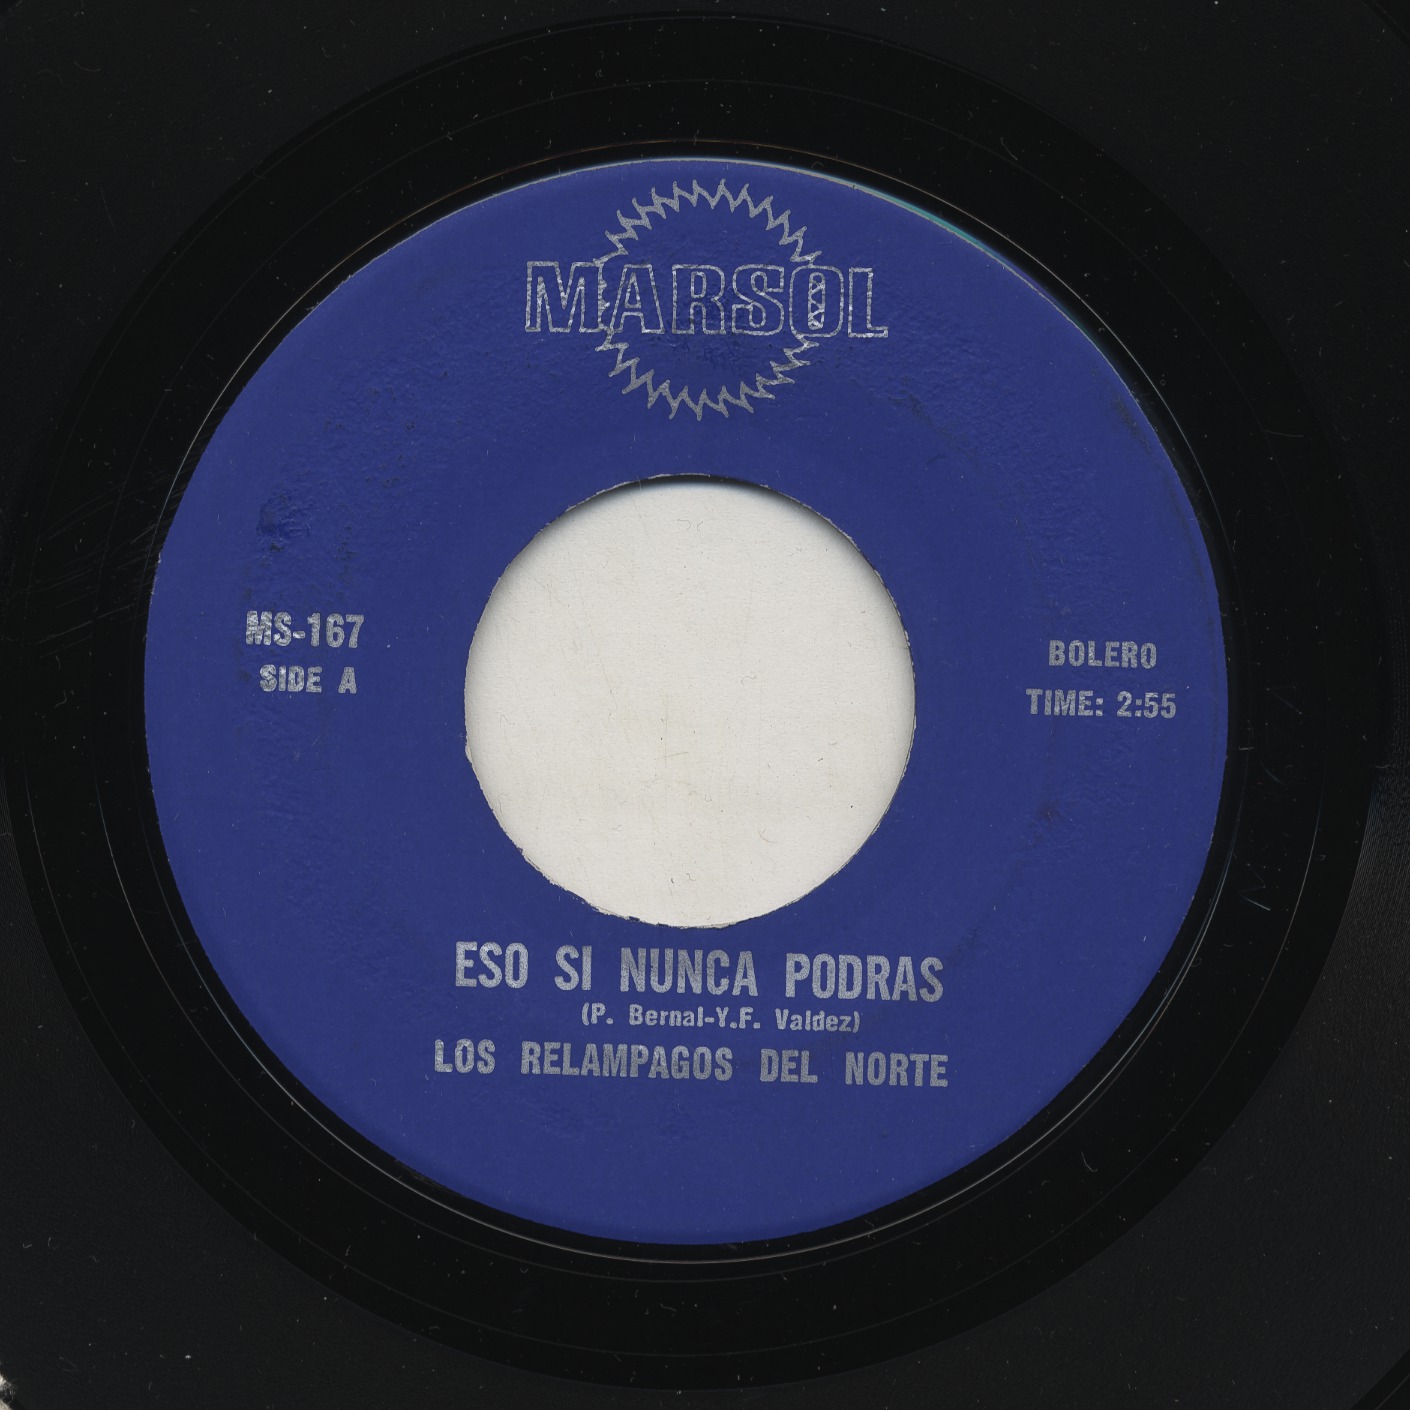 MARSOL
MS-167
SIDE A
BOLERO
TIME: 2:55
ESO SI NUNCA PODRAS
(P. Bernal-Y.F. Valdez)
LOS RELAMPAGOS DEL NORTE